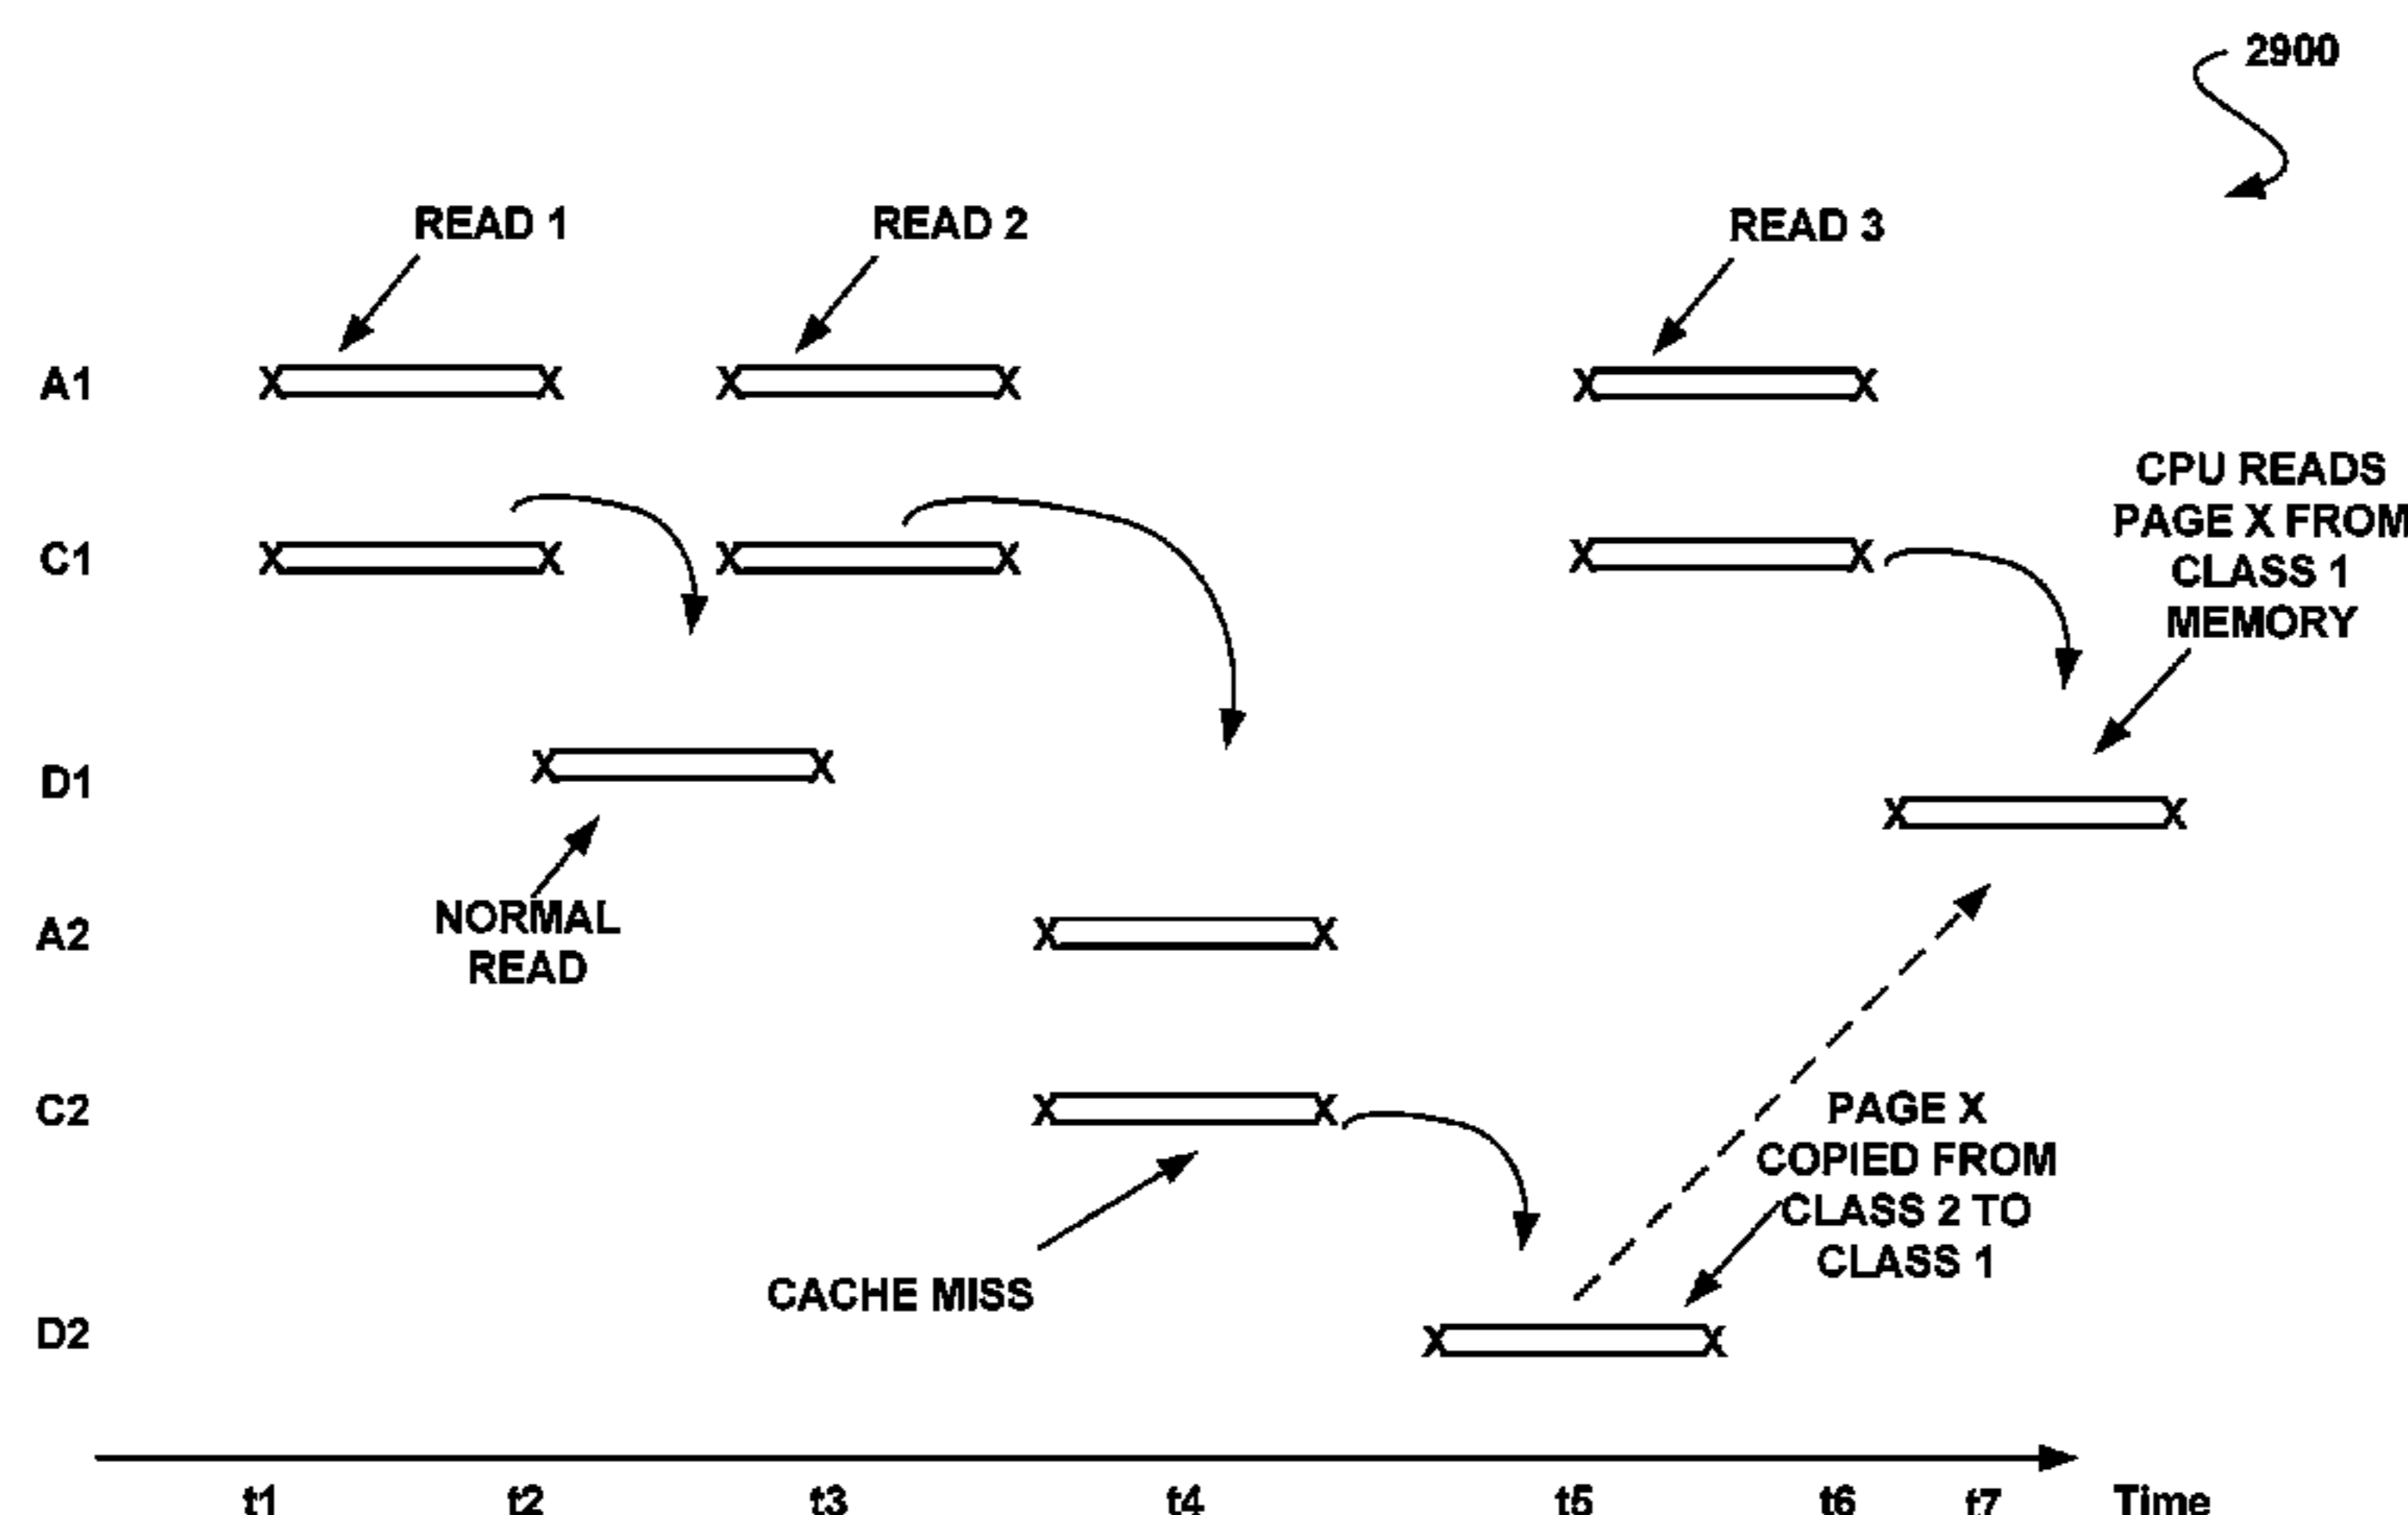 2900
READ 1
READ 2
READ 3
A1
CPU READS
PAGE X FROM
CLASS 1
MEMORY
C1
D1
NORMAL
READ
A2
C2
PAGE X
COPIED FROM
CLASS 2 TO
CLASS 1
CACHE MISS
D2
t1 t2 t3 t4 t5 t6 t7 Time